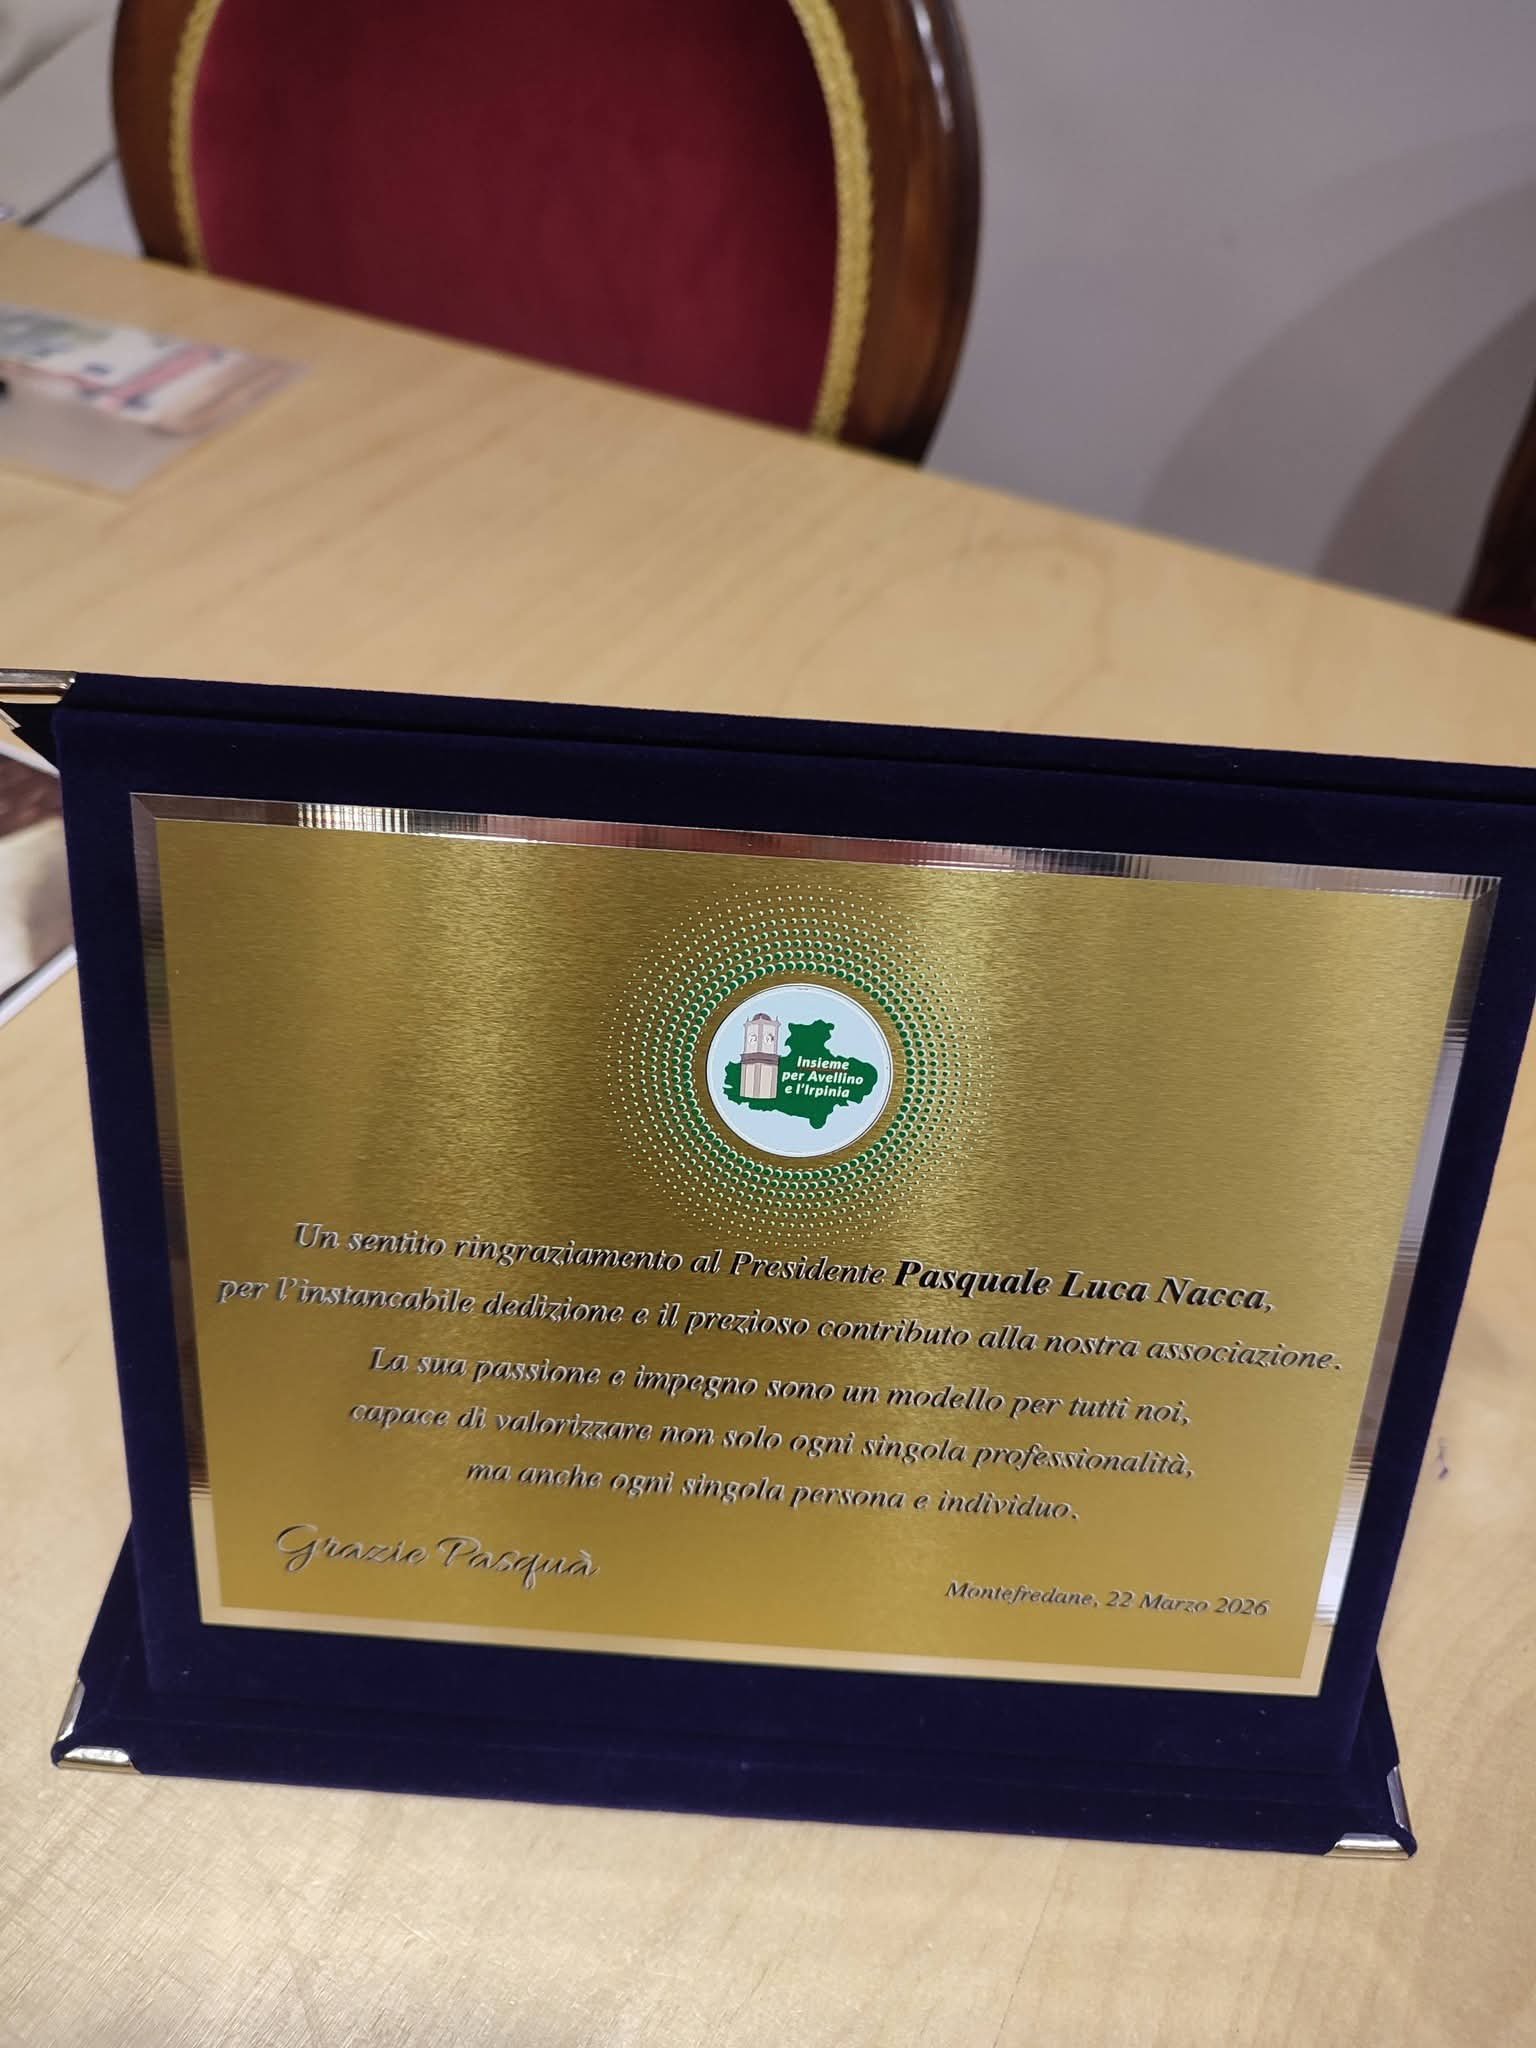 Insieme
per Avellino
e l'Irpinia
Un sentito ringraziamento al Presidente Pasquale Luca Nacca,
per l'instancabile dedizione e il prezioso contributo alla nostra associazione.
La sua passione e impegno sono un modello per tutti noi,
capace di valorizzare non solo ogni singola professionalità,
ma anche ogni singola persona e individuo.
Grazie Pasquà
Montefredane, 22 Marzo 2026